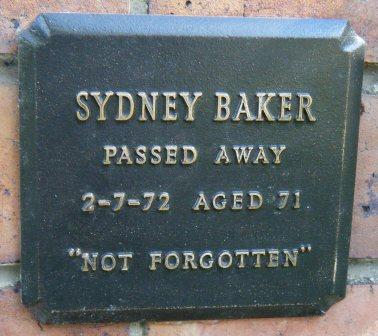 SYDNEY BAKER
PASSED AWAY
2-7-72 AGED 71
"NOT FORGOTTEN"